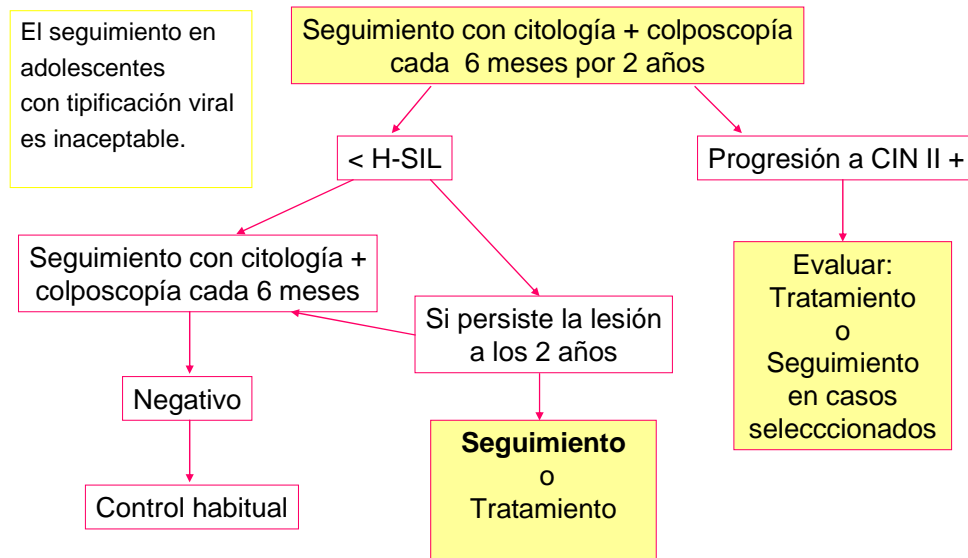 El seguimiento en
adolescentes
con tipificación viral
es inaceptable.
Seguimiento con citología + colposcopía
cada 6 meses por 2 años
< H-SIL
Progresión a CIN II +
Seguimiento con citología +
colposcopía cada 6 meses
Si persiste la lesión
a los 2 años
Evaluar:
Tratamiento
o
Seguimiento
en casos
selecccionados
Negativo
Seguimiento
o
Tratamiento
Control habitual